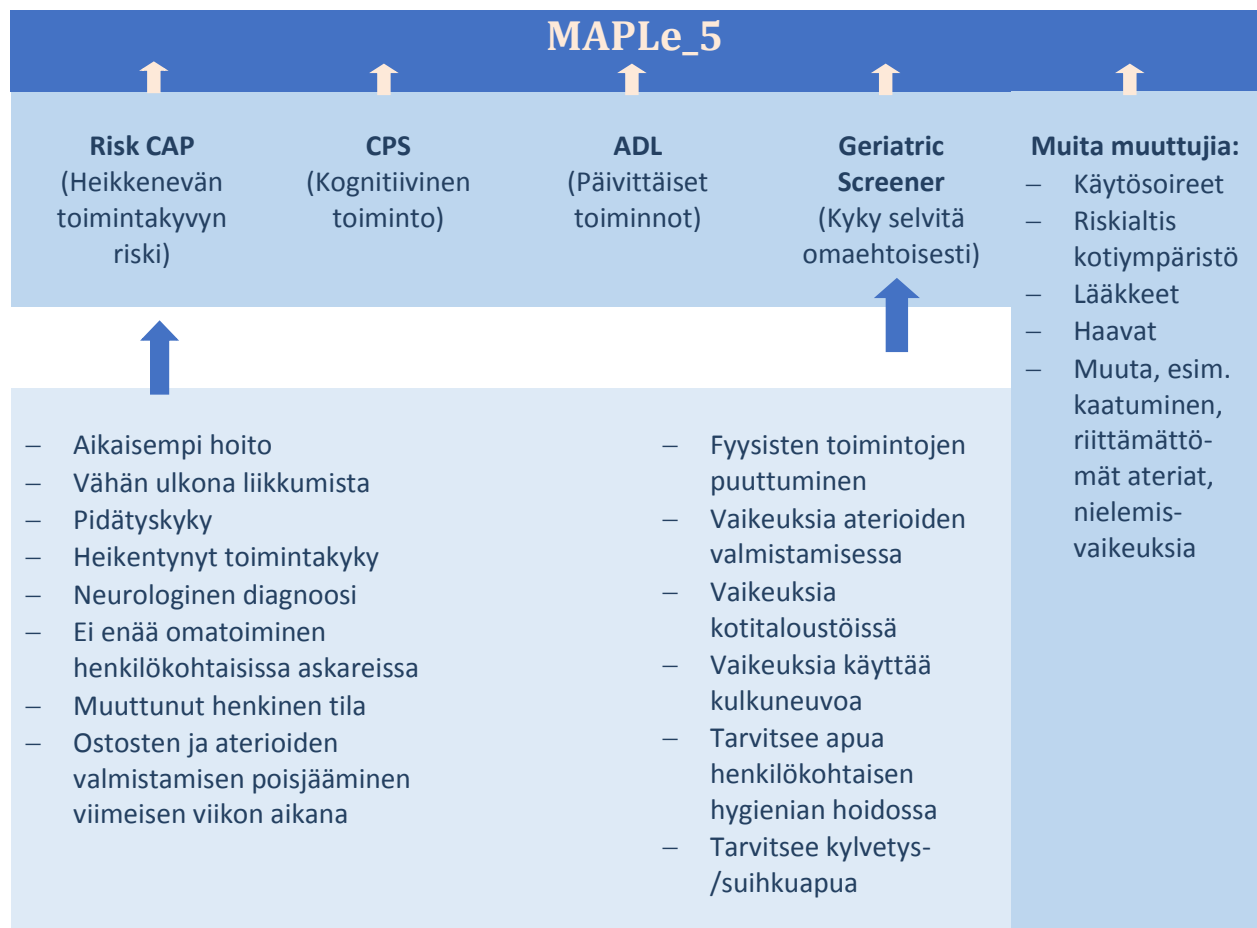 MAPLe_5
Risk CAP
(Heikkenevän
toimintakyvyn
riski)
CPS
(Kognitiivinen
toiminto)
ADL
(Päivittäiset
toiminnot)
Geriatric
Screener
(Kyky selvitä
omaehtoisesti)
Muita muuttujia:
– Käytösoireet
– Riskialtis
kotiympäristö
– Lääkkeet
– Haavat
– Muuta, esim.
kaatuminen,
riittämättö-
mät ateriat,
nielemis-
vaikeuksia
– Aikaisempi hoito
– Vähän ulkona liikkumista
– Pidätyskyky
– Heikentynyt toimintakyky
– Neurologinen diagnoosi
– Ei enää omatoiminen
henkilökohtaisissa askareissa
– Muuttunut henkinen tila
– Ostosten ja aterioiden
valmistamisen poisjääminen
viimeisen viikon aikana
– Fyysisten toimintojen
puuttuminen
– Vaikeuksia aterioiden
valmistamisessa
– Vaikeuksia
kotitaloustöissä
– Vaikeuksia käyttää
kulkuneuvoa
– Tarvitsee apua
henkilökohtaisen
hygienian hoidossa
– Tarvitsee kylvetys-
/suihkuapua